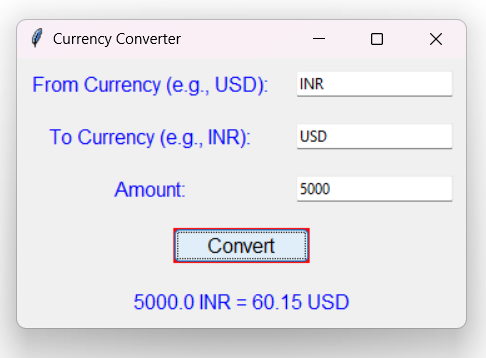 Currency Converter
From Currency (e.g., USD): INR
To Currency (e.g., INR): USD
Amount: 5000
Convert
5000.0 INR = 60.15 USD